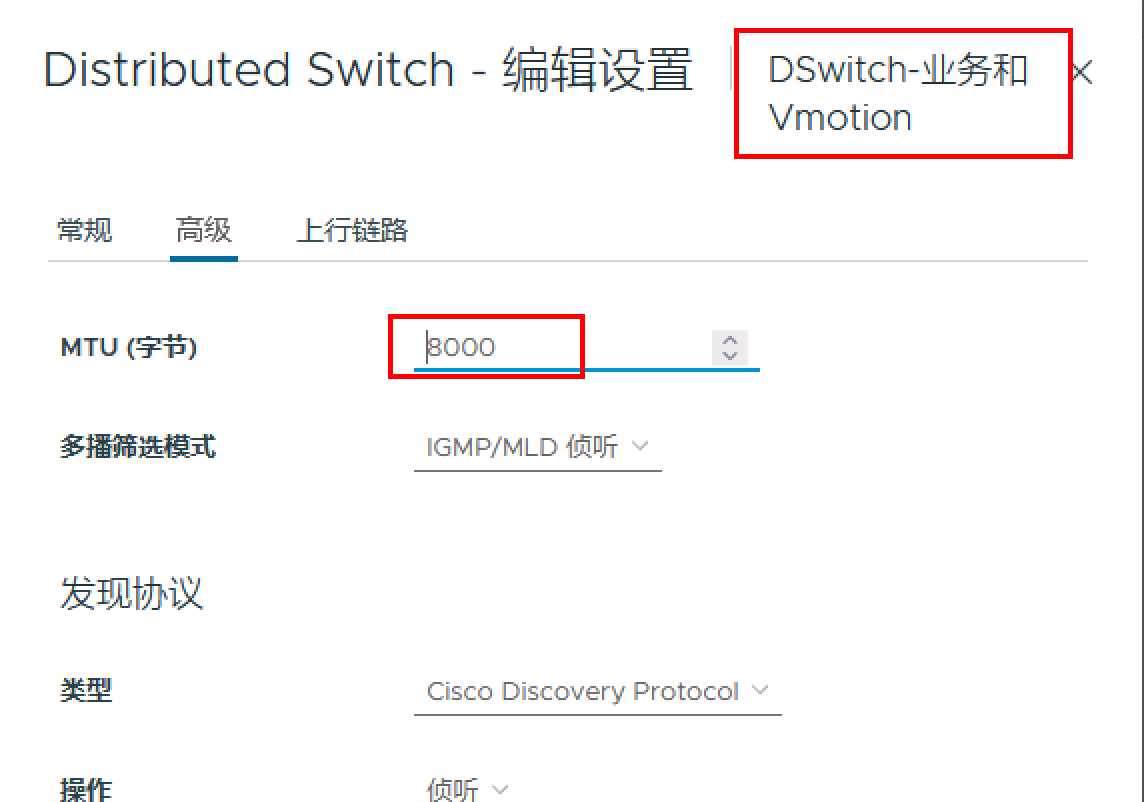 Distributed Switch - 编辑设置
DSwitch-业务和
Vmotion
常规
高级
上行链路
MTU (字节)
8000
多播筛选模式
IGMP/MLD 侦听
发现协议
类型
Cisco Discovery Protocol
操作
侦听